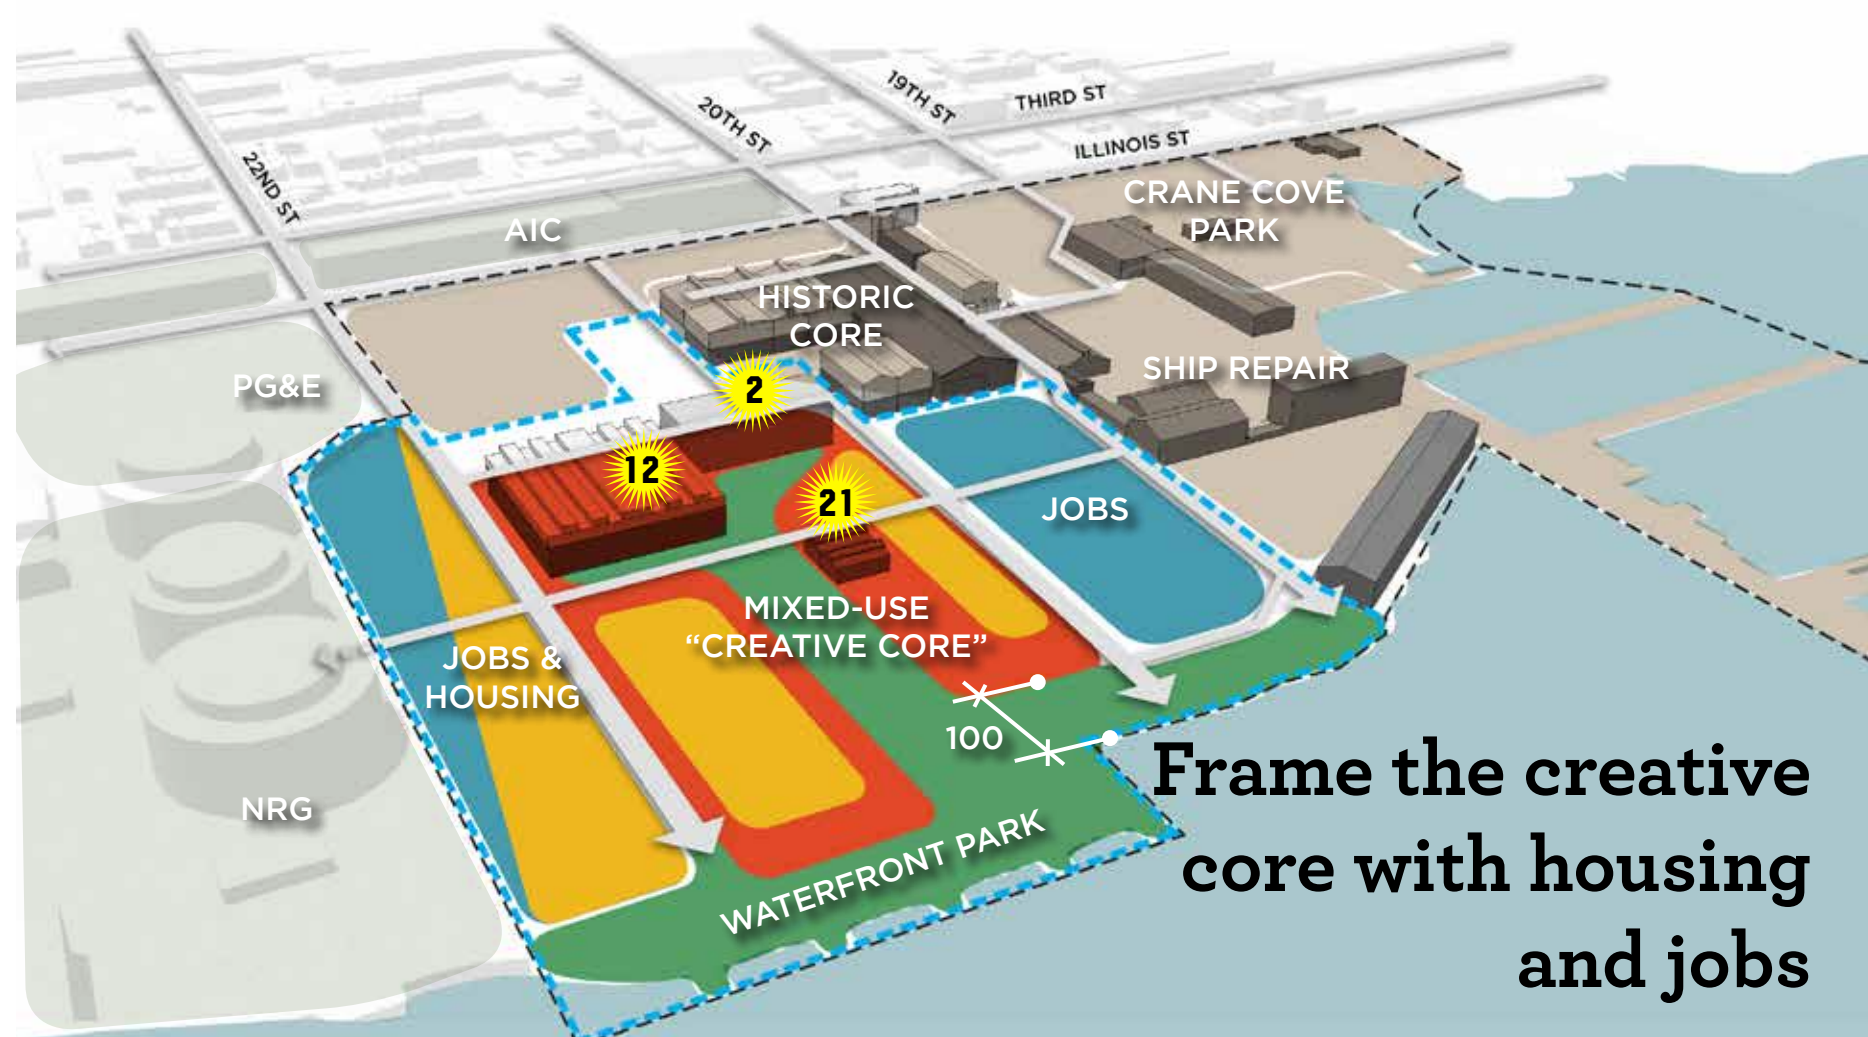 19TH ST
THIRD ST
20TH ST
ILLINOIS ST
22ND ST
CRANE COVE
PARK
AIC
HISTORIC
CORE
PG&E
SHIP REPAIR
2
12
21
JOBS
MIXED-USE
“CREATIVE CORE”
JOBS &
HOUSING
100
NRG
WATERFRONT PARK
Frame the creative
core with housing
and jobs